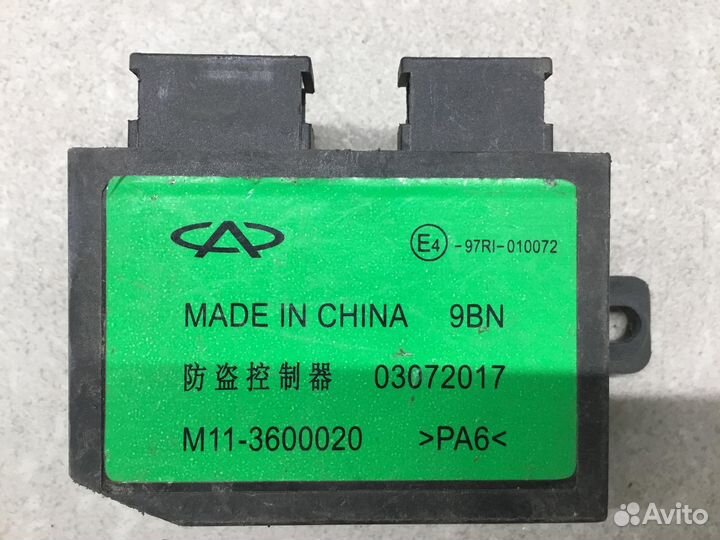 E4 -97RI-010072
MADE IN CHINA 9BN
防盗控制器 03072017
M11-3600020 >PA6<
Avito